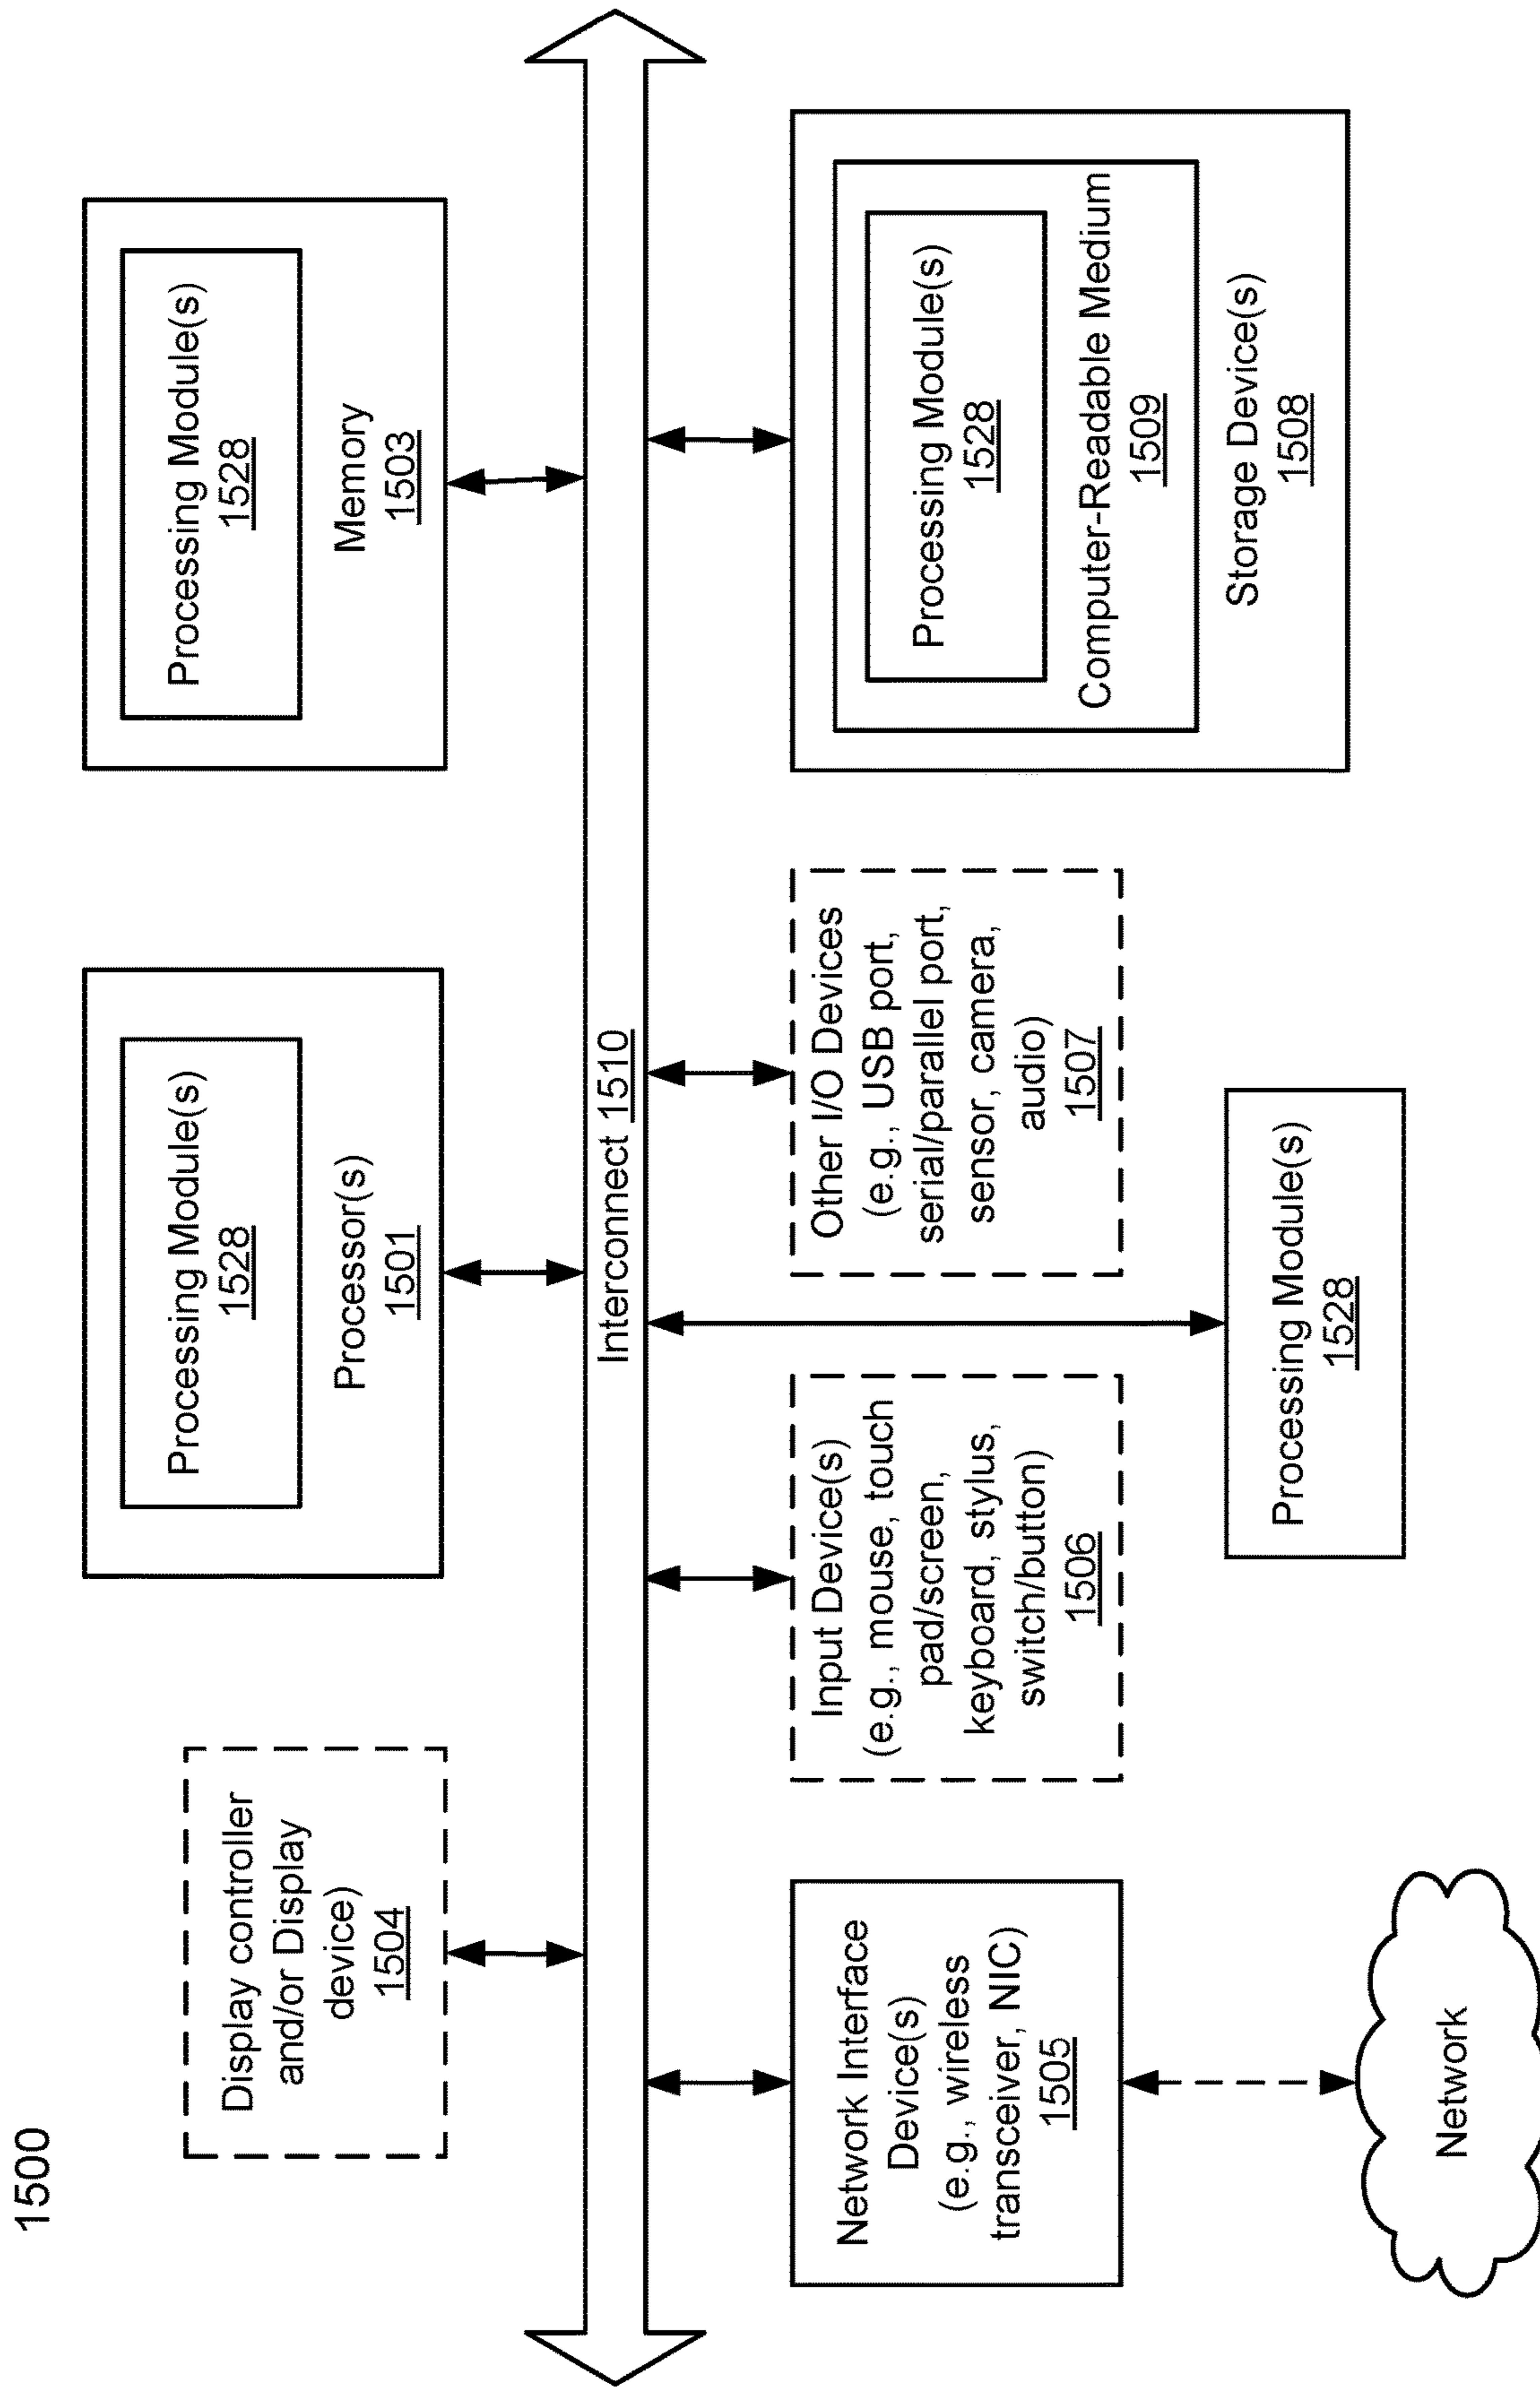 1500
Display controller
and/or Display
device)
1504
Processing Module(s)
1528
Processor(s)
1501
Processing Module(s)
1528
Memory
1503
Interconnect 1510
Network Interface
Device(s)
(e.g., wireless
transceiver, NIC)
1505
Input Device(s)
(e.g., mouse, touch
pad/screen,
keyboard, stylus,
switch/button)
1506
Other I/O Devices
(e.g., USB port,
serial/parallel port,
sensor, camera,
audio)
1507
Processing Module(s)
1528
Computer-Readable Medium
1509
Storage Device(s)
1508
Processing Module(s)
1528
Network